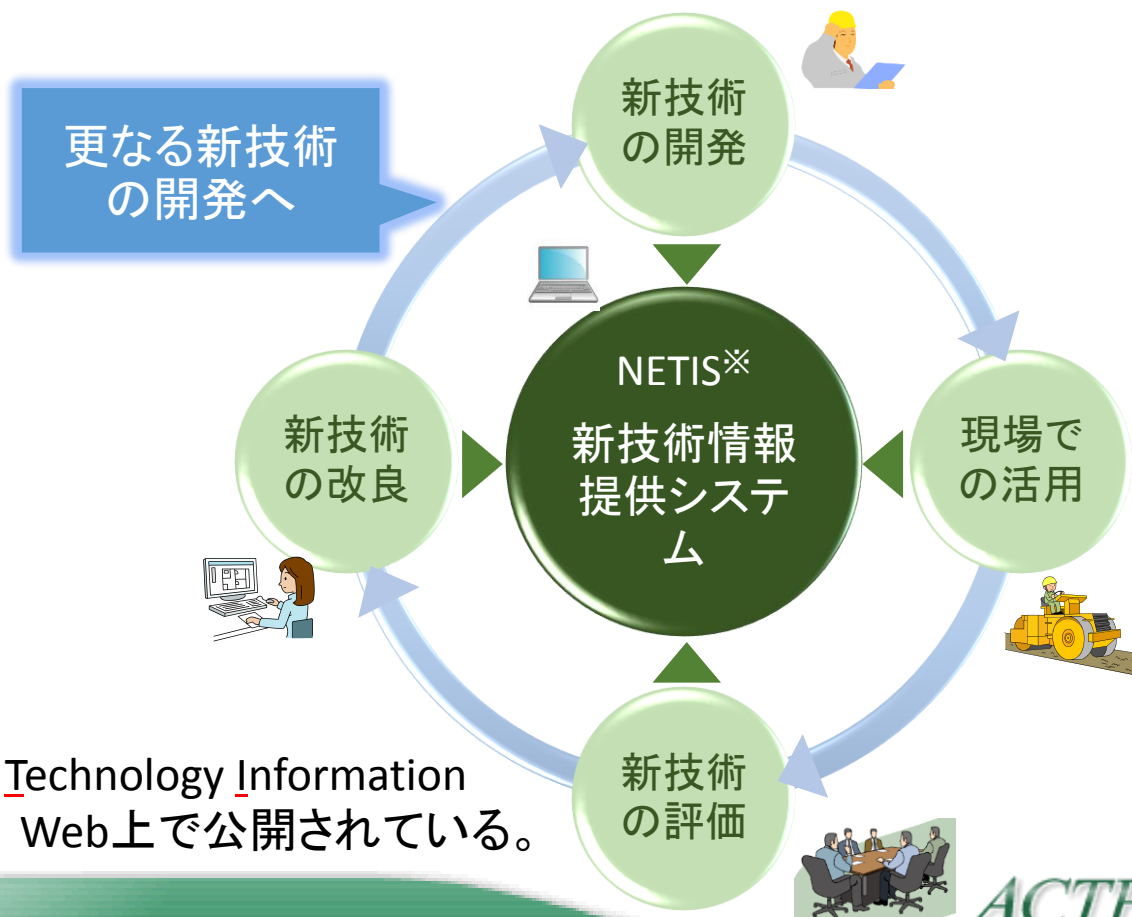 新技術
の開発
更なる新技術
の開発へ
NETIS※
新技術情報
提供システ
ム
新技術
の改良
現場で
の活用
新技術
の評価
Technology Information
Web上で公開されている。